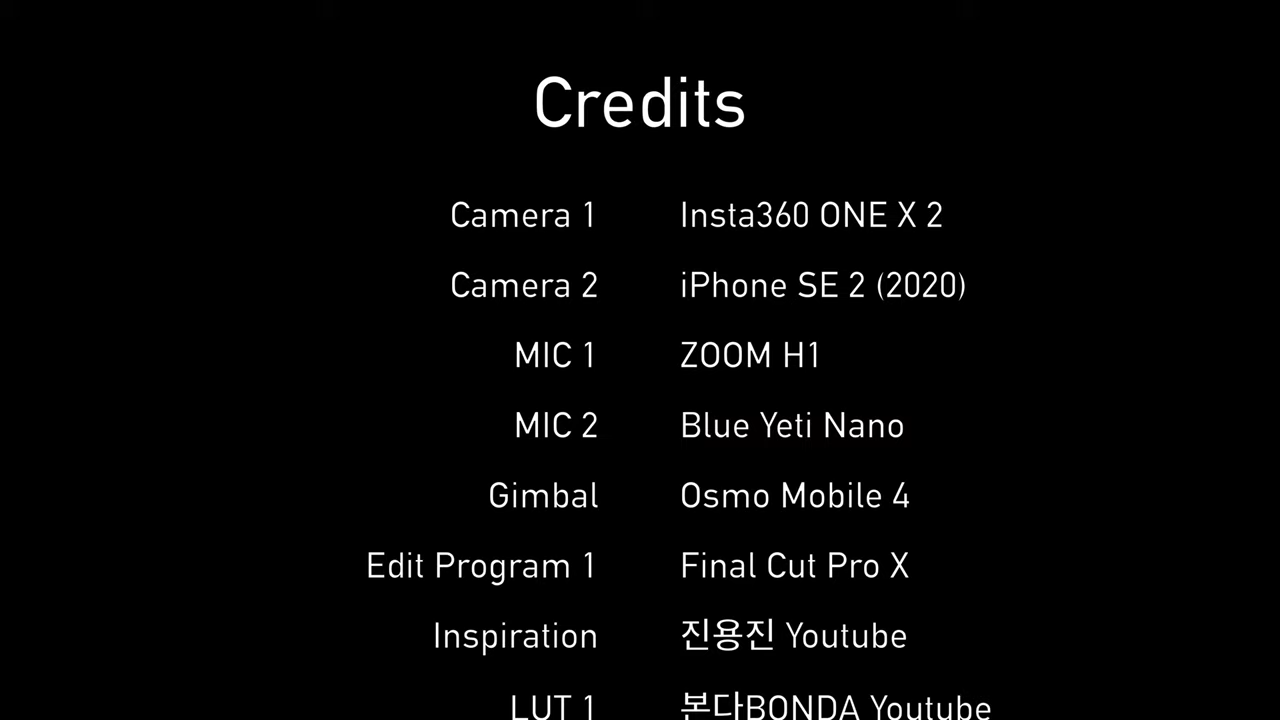 Credits
Camera 1 Insta360 ONE X 2
Camera 2 iPhone SE 2 (2020)
MIC 1 ZOOM H1
MIC 2 Blue Yeti Nano
Gimbal Osmo Mobile 4
Edit Program 1 Final Cut Pro X
Inspiration 진용진 Youtube
LUT 1 본다BONDA Youtube